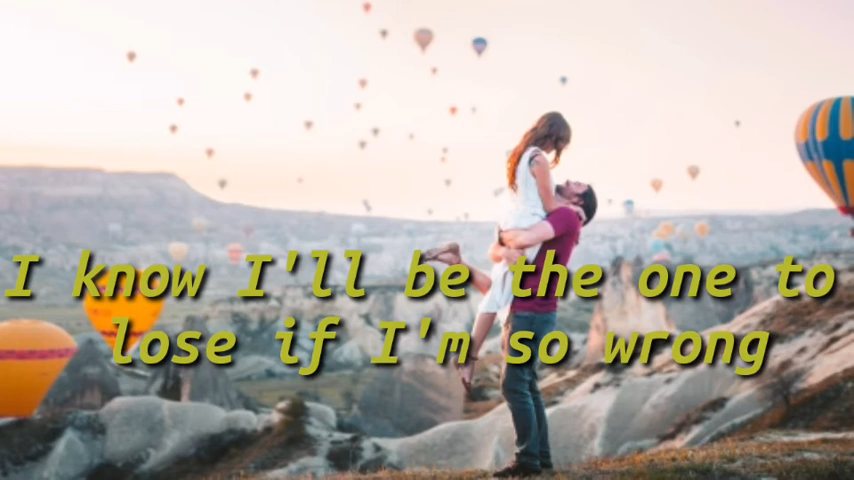 I know I'll be the one to
lose if I'm so wrong